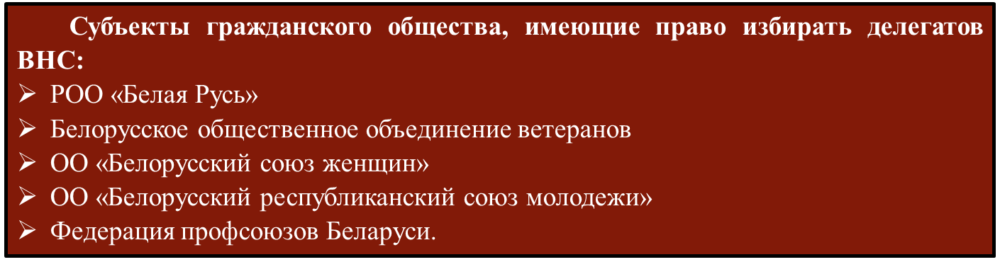 Субъекты гражданского общества, имеющие право избирать делегатов
ВНС:
➢ РОО «Белая Русь»
➢ Белорусское общественное объединение ветеранов
➢ ОО «Белорусский союз женщин»
➢ ОО «Белорусский республиканский союз молодежи»
➢ Федерация профсоюзов Беларуси.